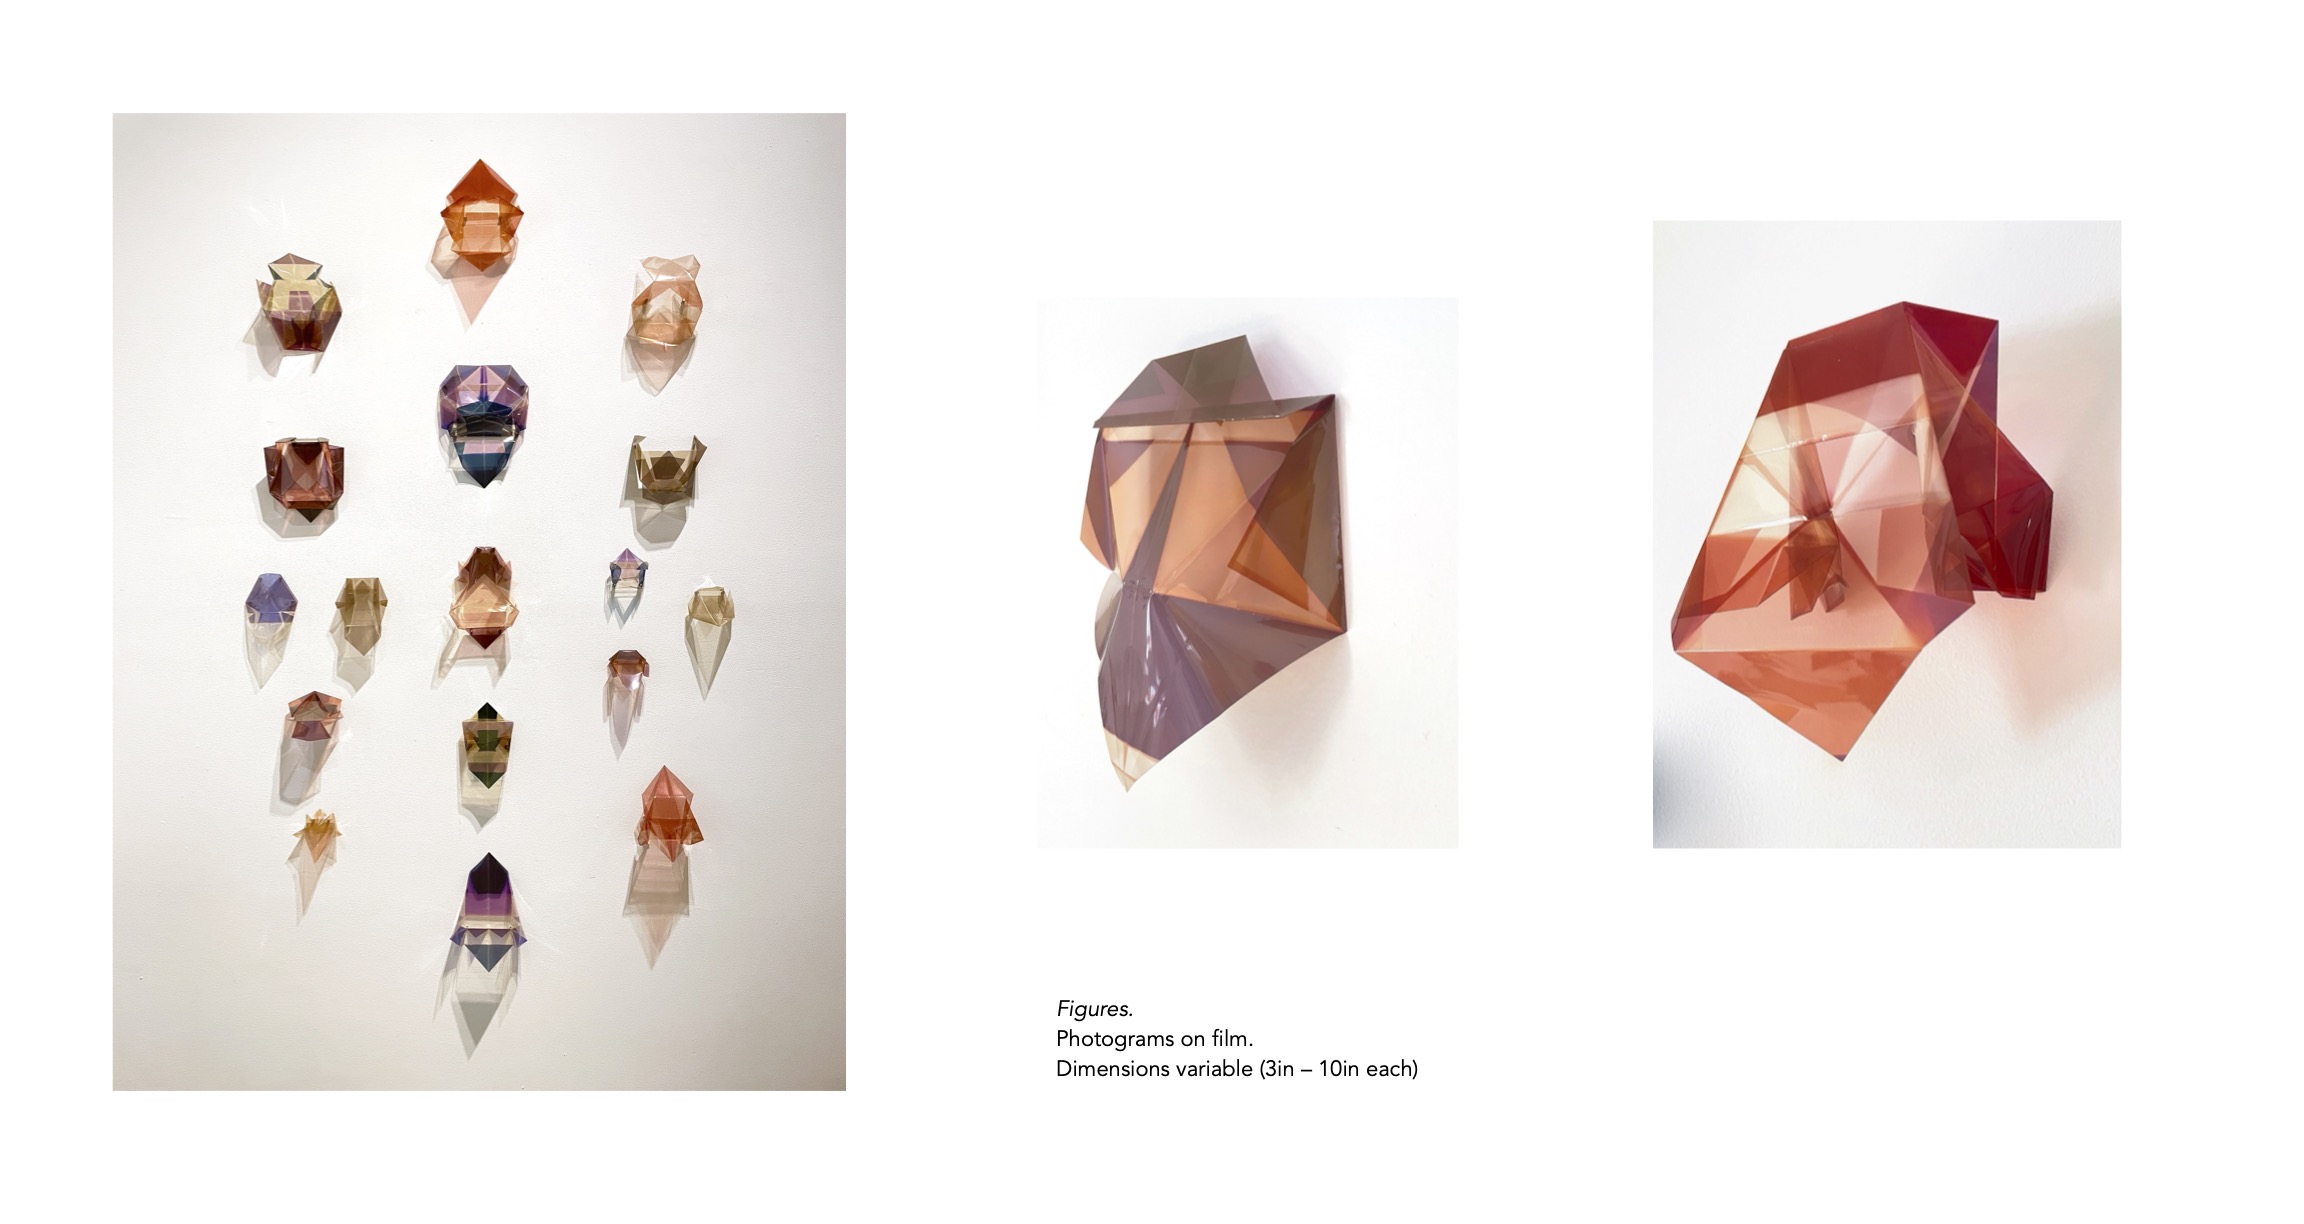 Figures.
Photograms on film.
Dimensions variable (3in – 10in each)